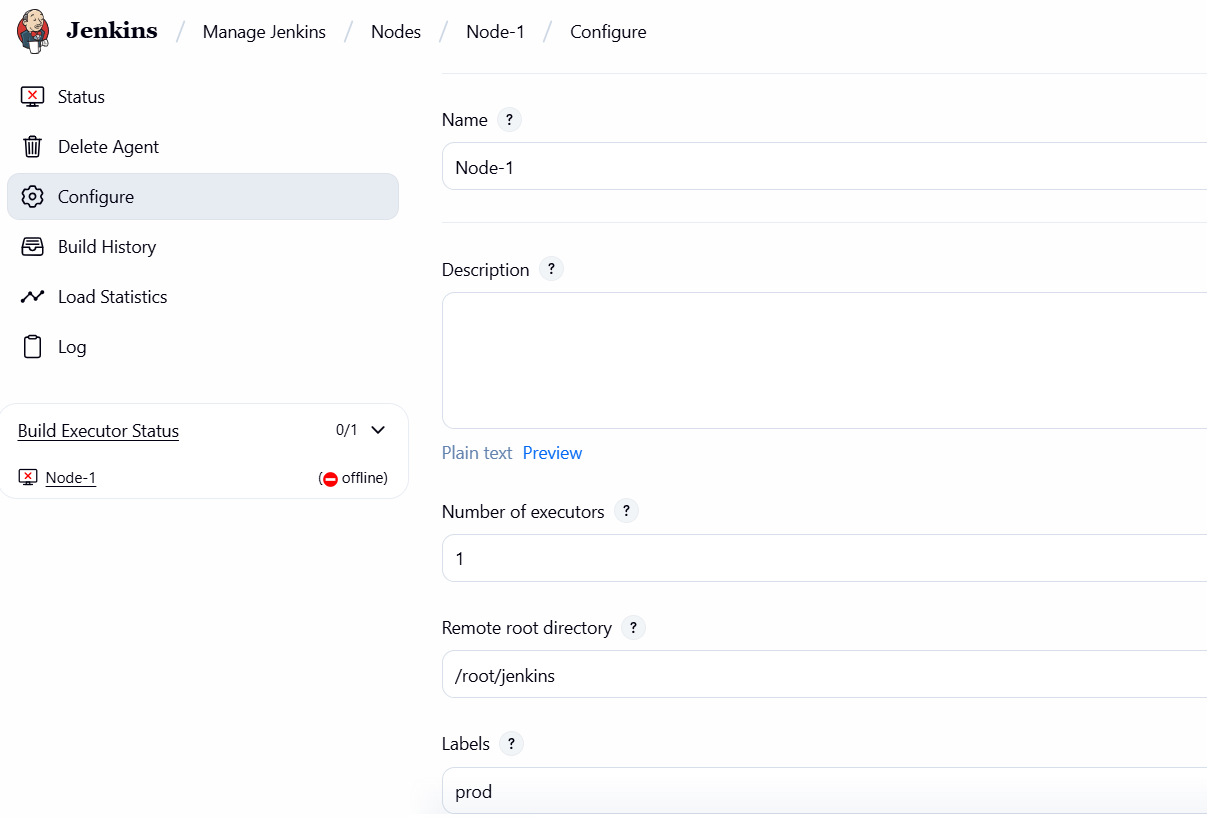 Jenkins / Manage Jenkins / Nodes / Node-1 / Configure
Status
Delete Agent
Configure
Build History
Load Statistics
Log
Build Executor Status 0/1
Node-1 (offline)
Name ?
Node-1
Description ?
Plain text Preview
Number of executors ?
1
Remote root directory ?
/root/jenkins
Labels ?
prod